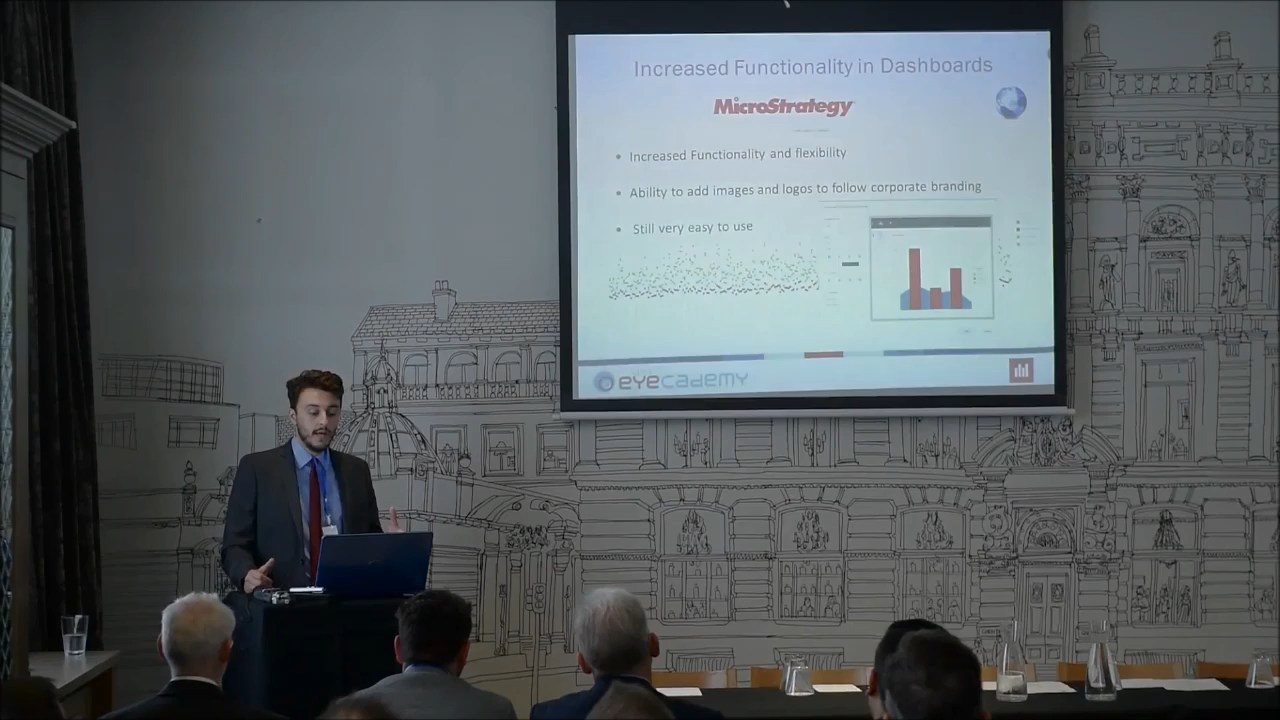 Increased Functionality in Dashboards
MicroStrategy
• Increased Functionality and flexibility
• Ability to add images and logos to follow corporate branding
• Still very easy to use
eyecademy